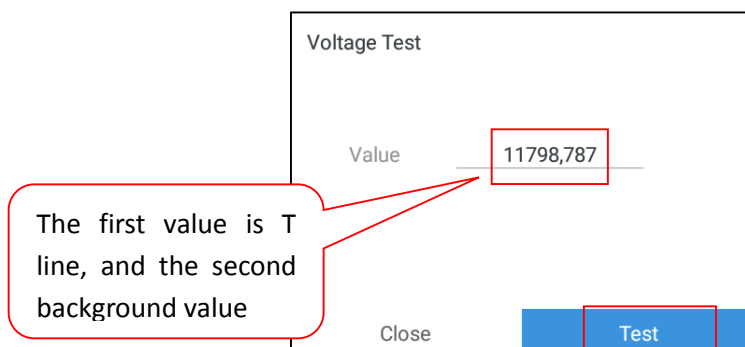 Voltage Test
Value 11798,787
The first value is T
line, and the second
background value
Close Test